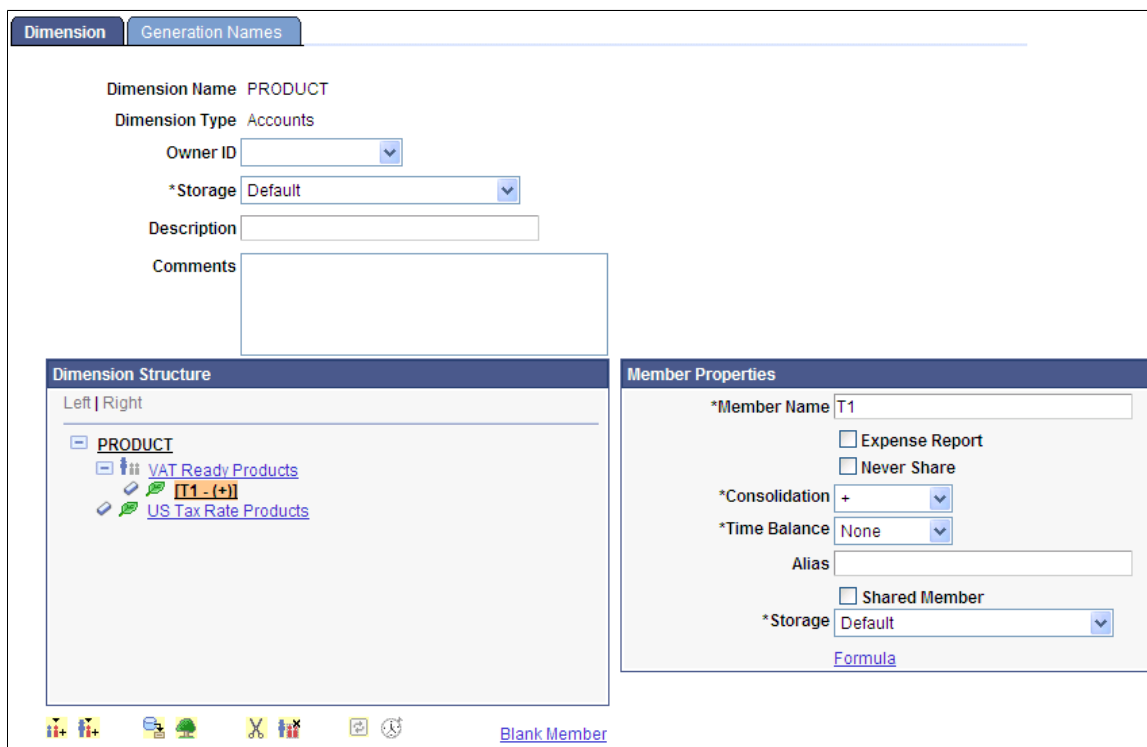 Dimension Generation Names
Dimension Name PRODUCT
Dimension Type Accounts
Owner ID
*Storage Default
Description
Comments
Dimension Structure
Left | Right
PRODUCT
VAT Ready Products
[T1 - (+)]
US Tax Rate Products
Member Properties
*Member Name T1
Expense Report
Never Share
*Consolidation +
*Time Balance None
Alias
Shared Member
*Storage Default
Formula
Blank Member